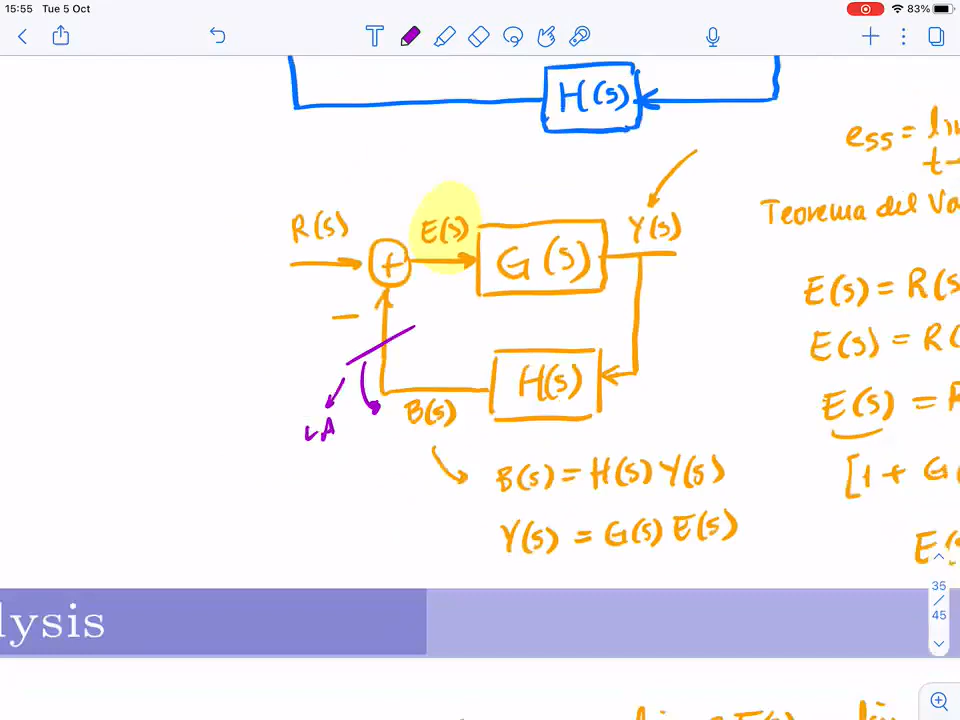 15:55 Tue 5 Oct
83%
H(s)
ess = lim
t→
Teorema del Va
R(s)
E(s)
G(s)
Y(s)
+
−
H(s)
B(s)
LA
E(s) = R(s
E(s) = R(
E(s) = R
B(s) = H(s) Y(s)
[1 + G(
Y(s) = G(s) E(s)
E(s
35
/
45
lysis